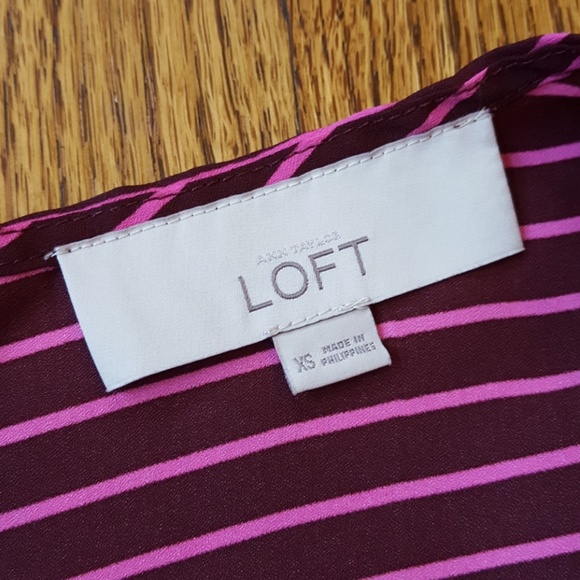 ANN TAYLOR
LOFT
XS
MADE IN
PHILIPPINES